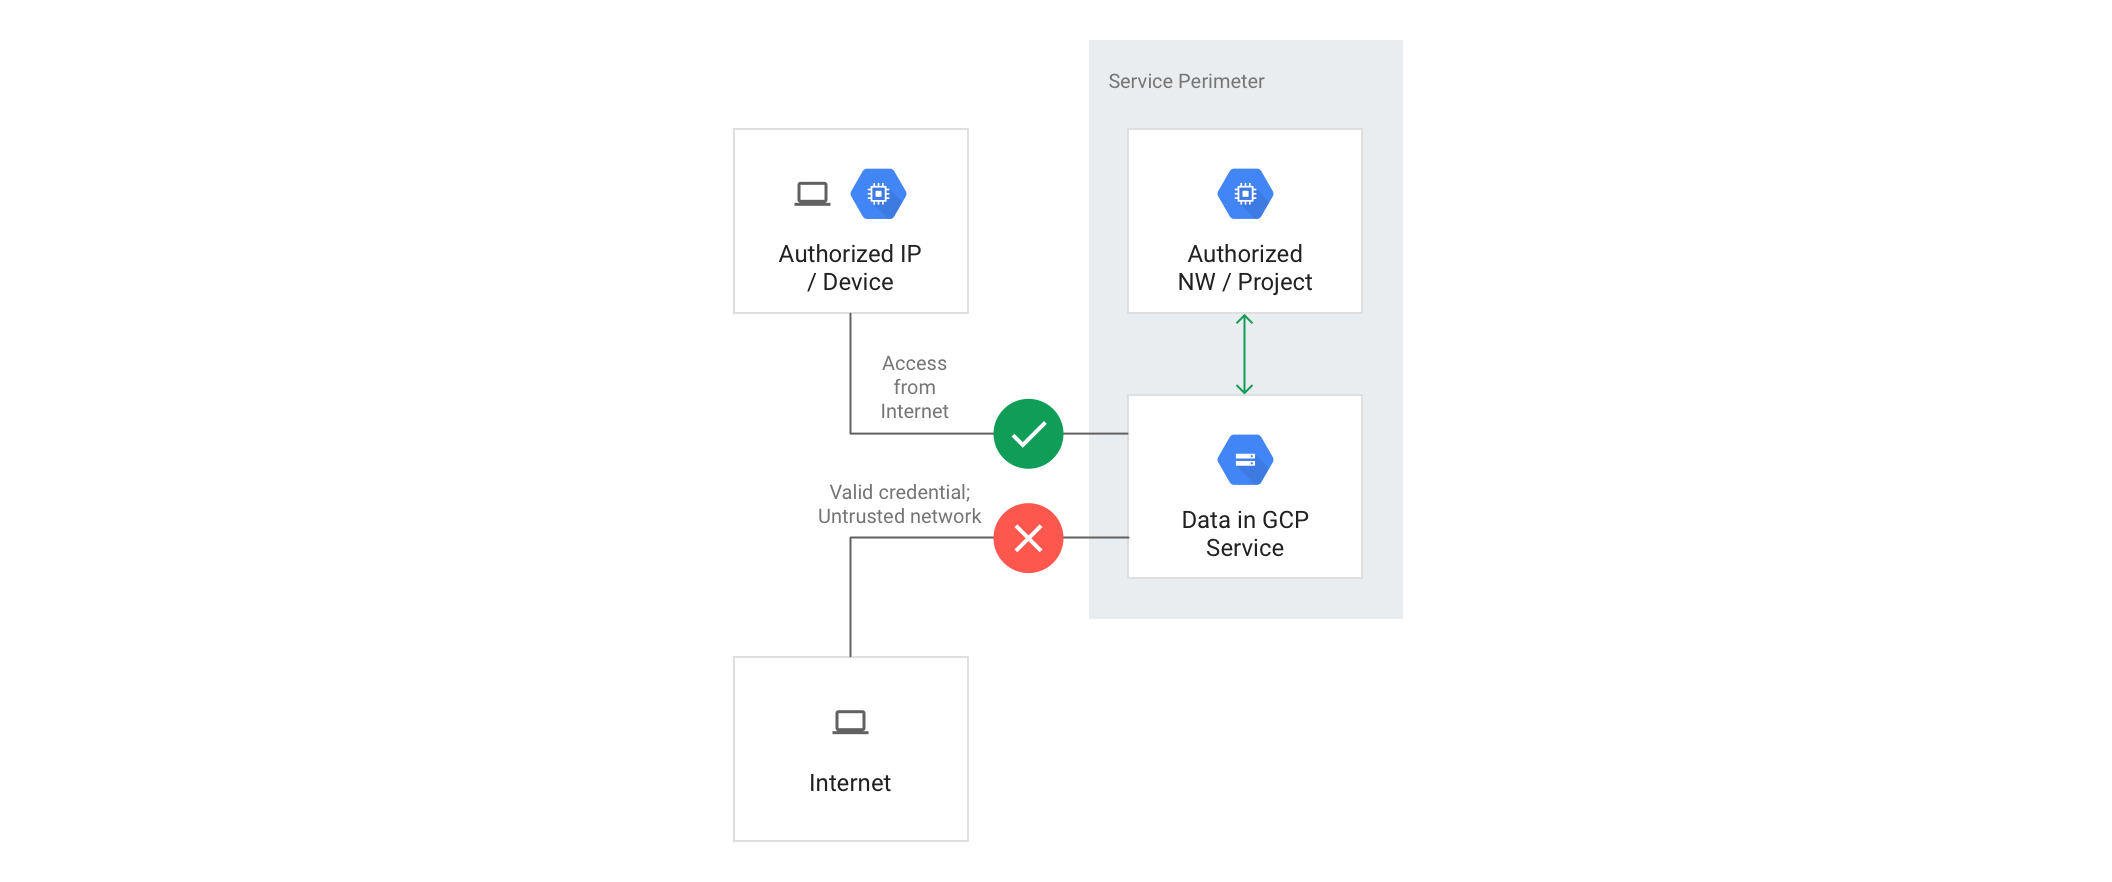 Service Perimeter
Authorized IP
/ Device
Authorized
NW / Project
Access
from
Internet
Valid credential;
Untrusted network
Data in GCP
Service
Internet